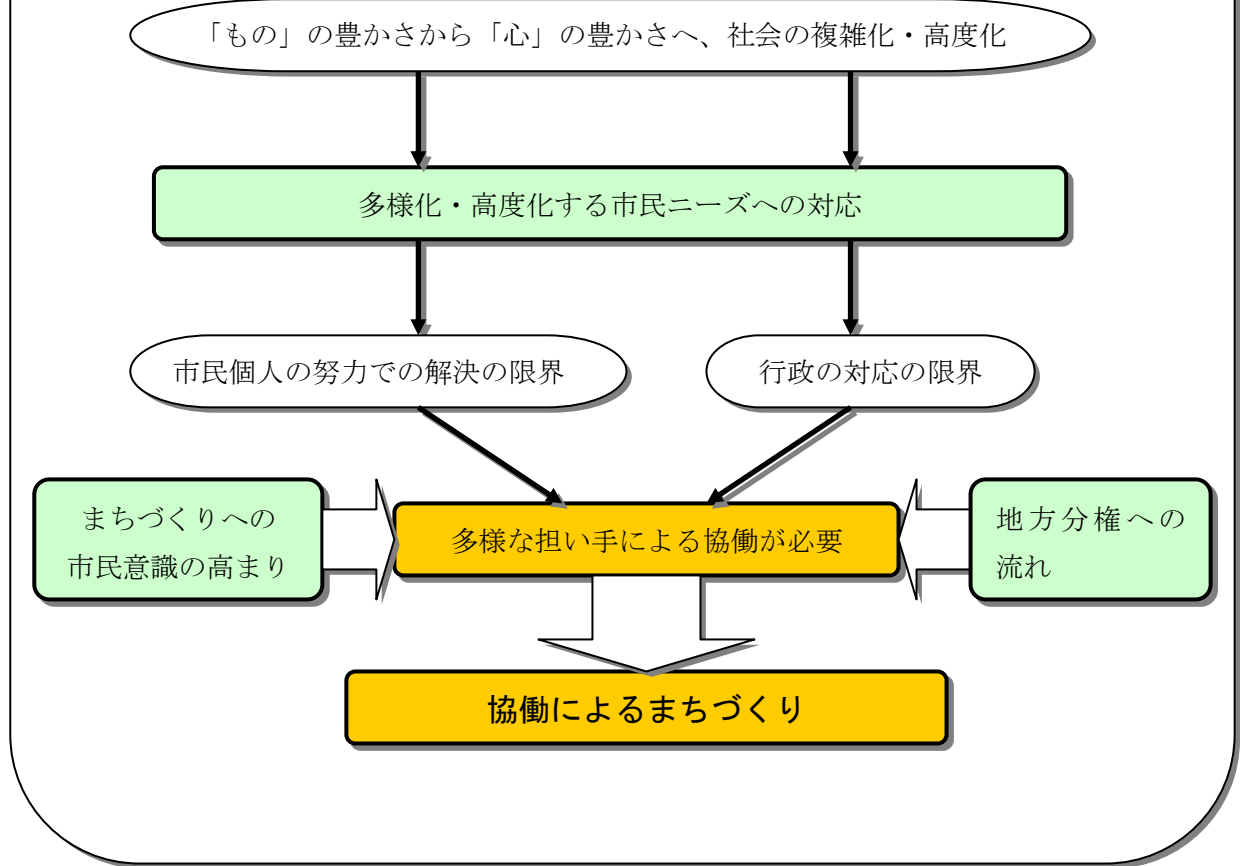 「もの」の豊かさから「心」の豊かさへ、社会の複雑化・高度化
多様化・高度化する市民ニーズへの対応
市民個人の努力での解決の限界
行政の対応の限界
まちづくりへの
市民意識の高まり
多様な担い手による協働が必要
地方分権への
流れ
協働によるまちづくり